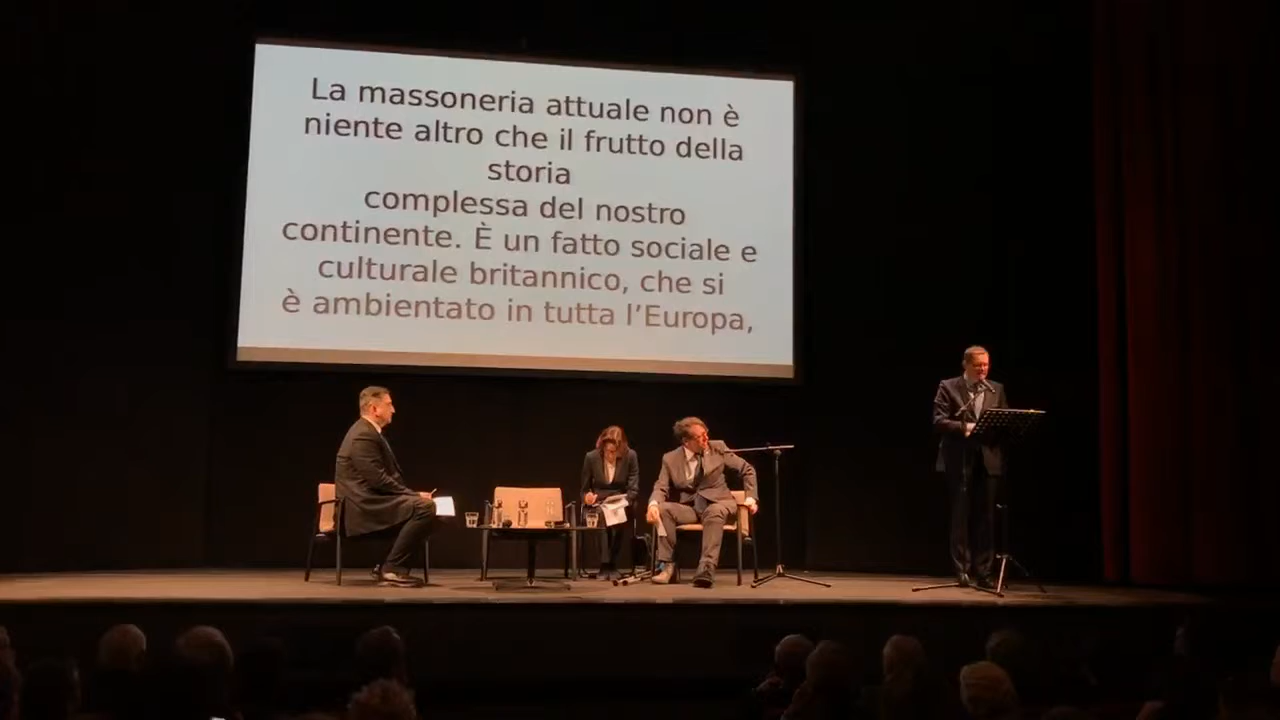 La massoneria attuale non è
niente altro che il frutto della
storia
complessa del nostro
continente. È un fatto sociale e
culturale britannico, che si
è ambientato in tutta l'Europa,